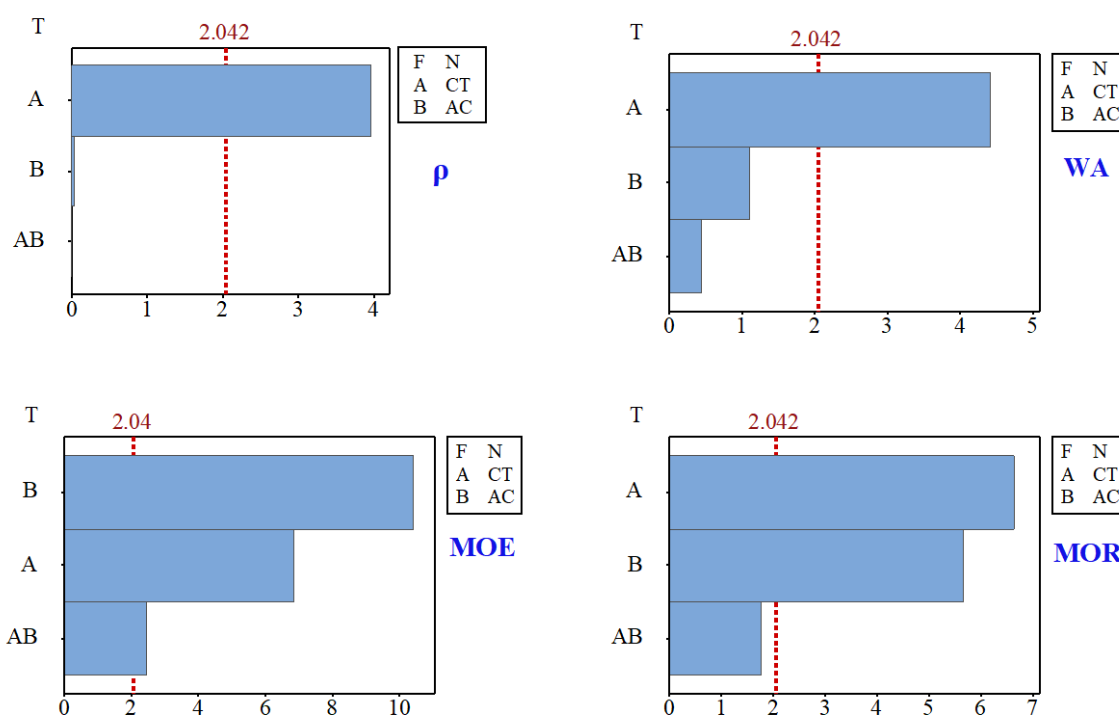 T
2.042
F N
A CT
B AC
A
B
AB
ρ
0 1 2 3 4
T
2.042
F N
A CT
B AC
A
B
AB
WA
0 1 2 3 4 5
T
2.04
F N
A CT
B AC
B
A
AB
MOE
0 2 4 6 8 10
T
2.042
F N
A CT
B AC
A
B
AB
MOR
0 1 2 3 4 5 6 7